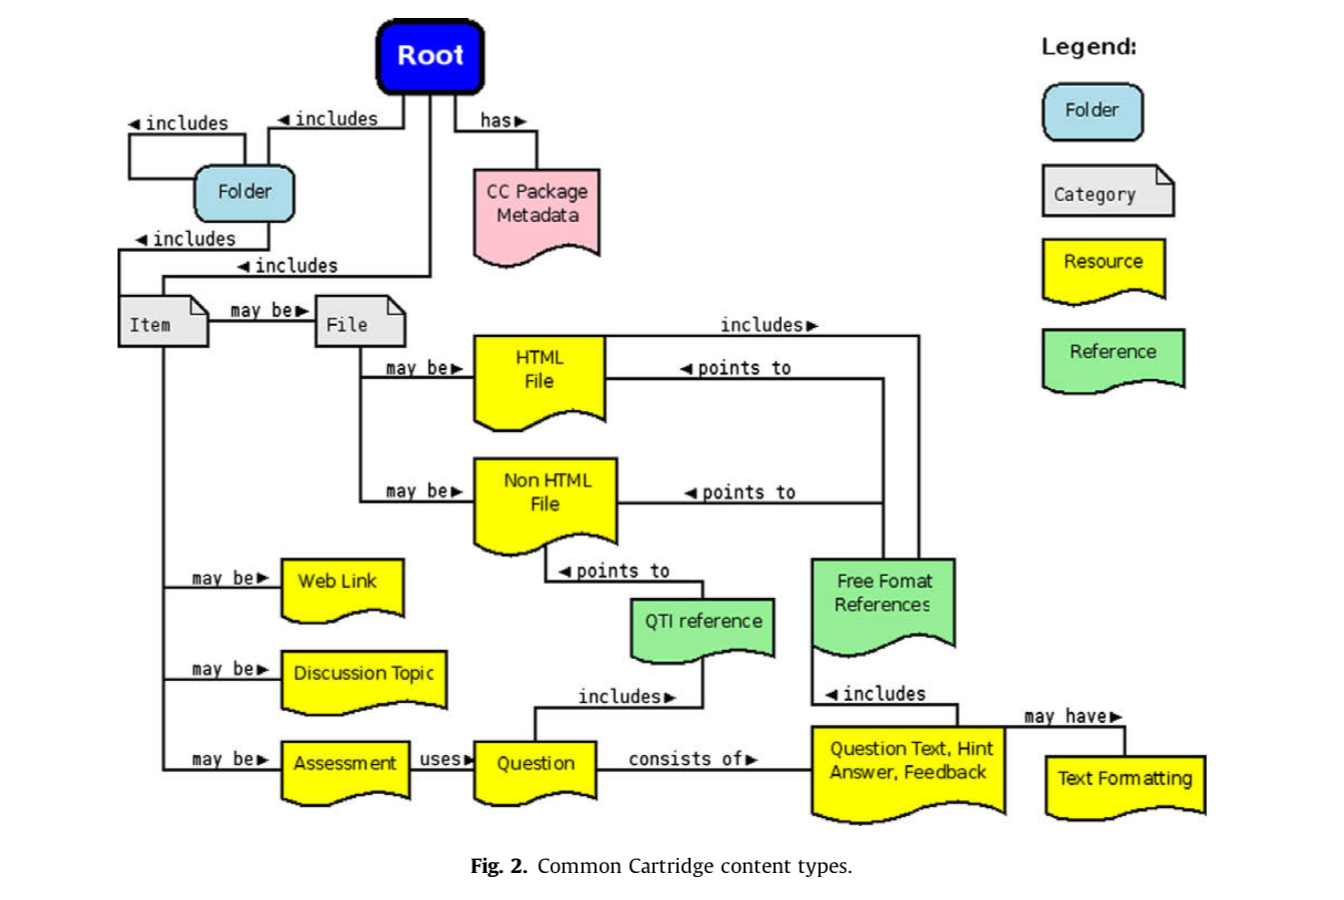 Root
Legend:
◄ includes
◄ includes
has►
Folder
Folder
CC Package
Metadata
Category
◄ includes
◄ includes
Resource
Item
may be►
File
includes►
Reference
HTML
File
may be►
◄ points to
Non HTML
File
may be►
◄ points to
may be►
Web Link
◄ points to
Free Fomat
References
QTI reference
may be►
Discussion Topic
includes►
◄ includes
may have►
may be►
Assessment
uses►
Question
consists of►
Question Text, Hint
Answer, Feedback
Text Formatting
Fig. 2. Common Cartridge content types.